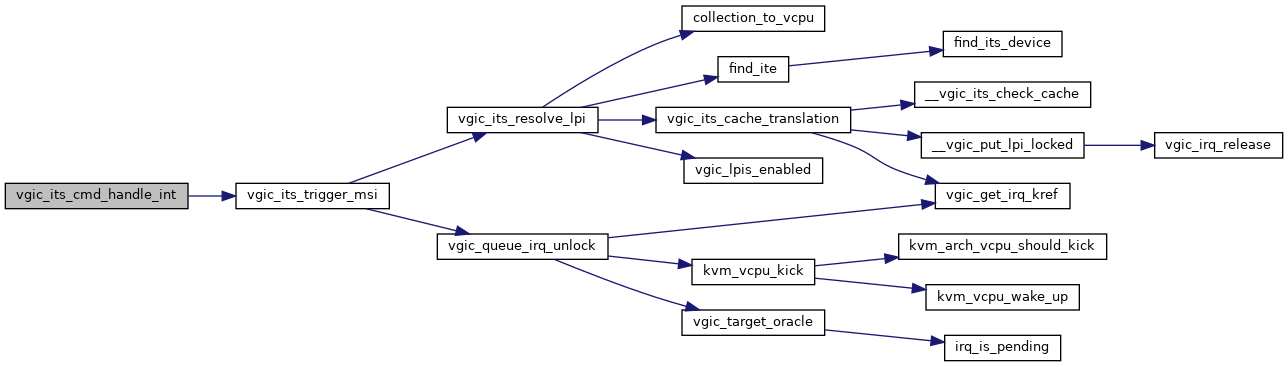 collection_to_vcpu
find_its_device
find_ite
__vgic_its_check_cache
vgic_its_resolve_lpi
vgic_its_cache_translation
__vgic_put_lpi_locked
vgic_irq_release
vgic_lpis_enabled
vgic_its_cmd_handle_int
vgic_its_trigger_msi
vgic_get_irq_kref
vgic_queue_irq_unlock
kvm_arch_vcpu_should_kick
kvm_vcpu_kick
kvm_vcpu_wake_up
vgic_target_oracle
irq_is_pending